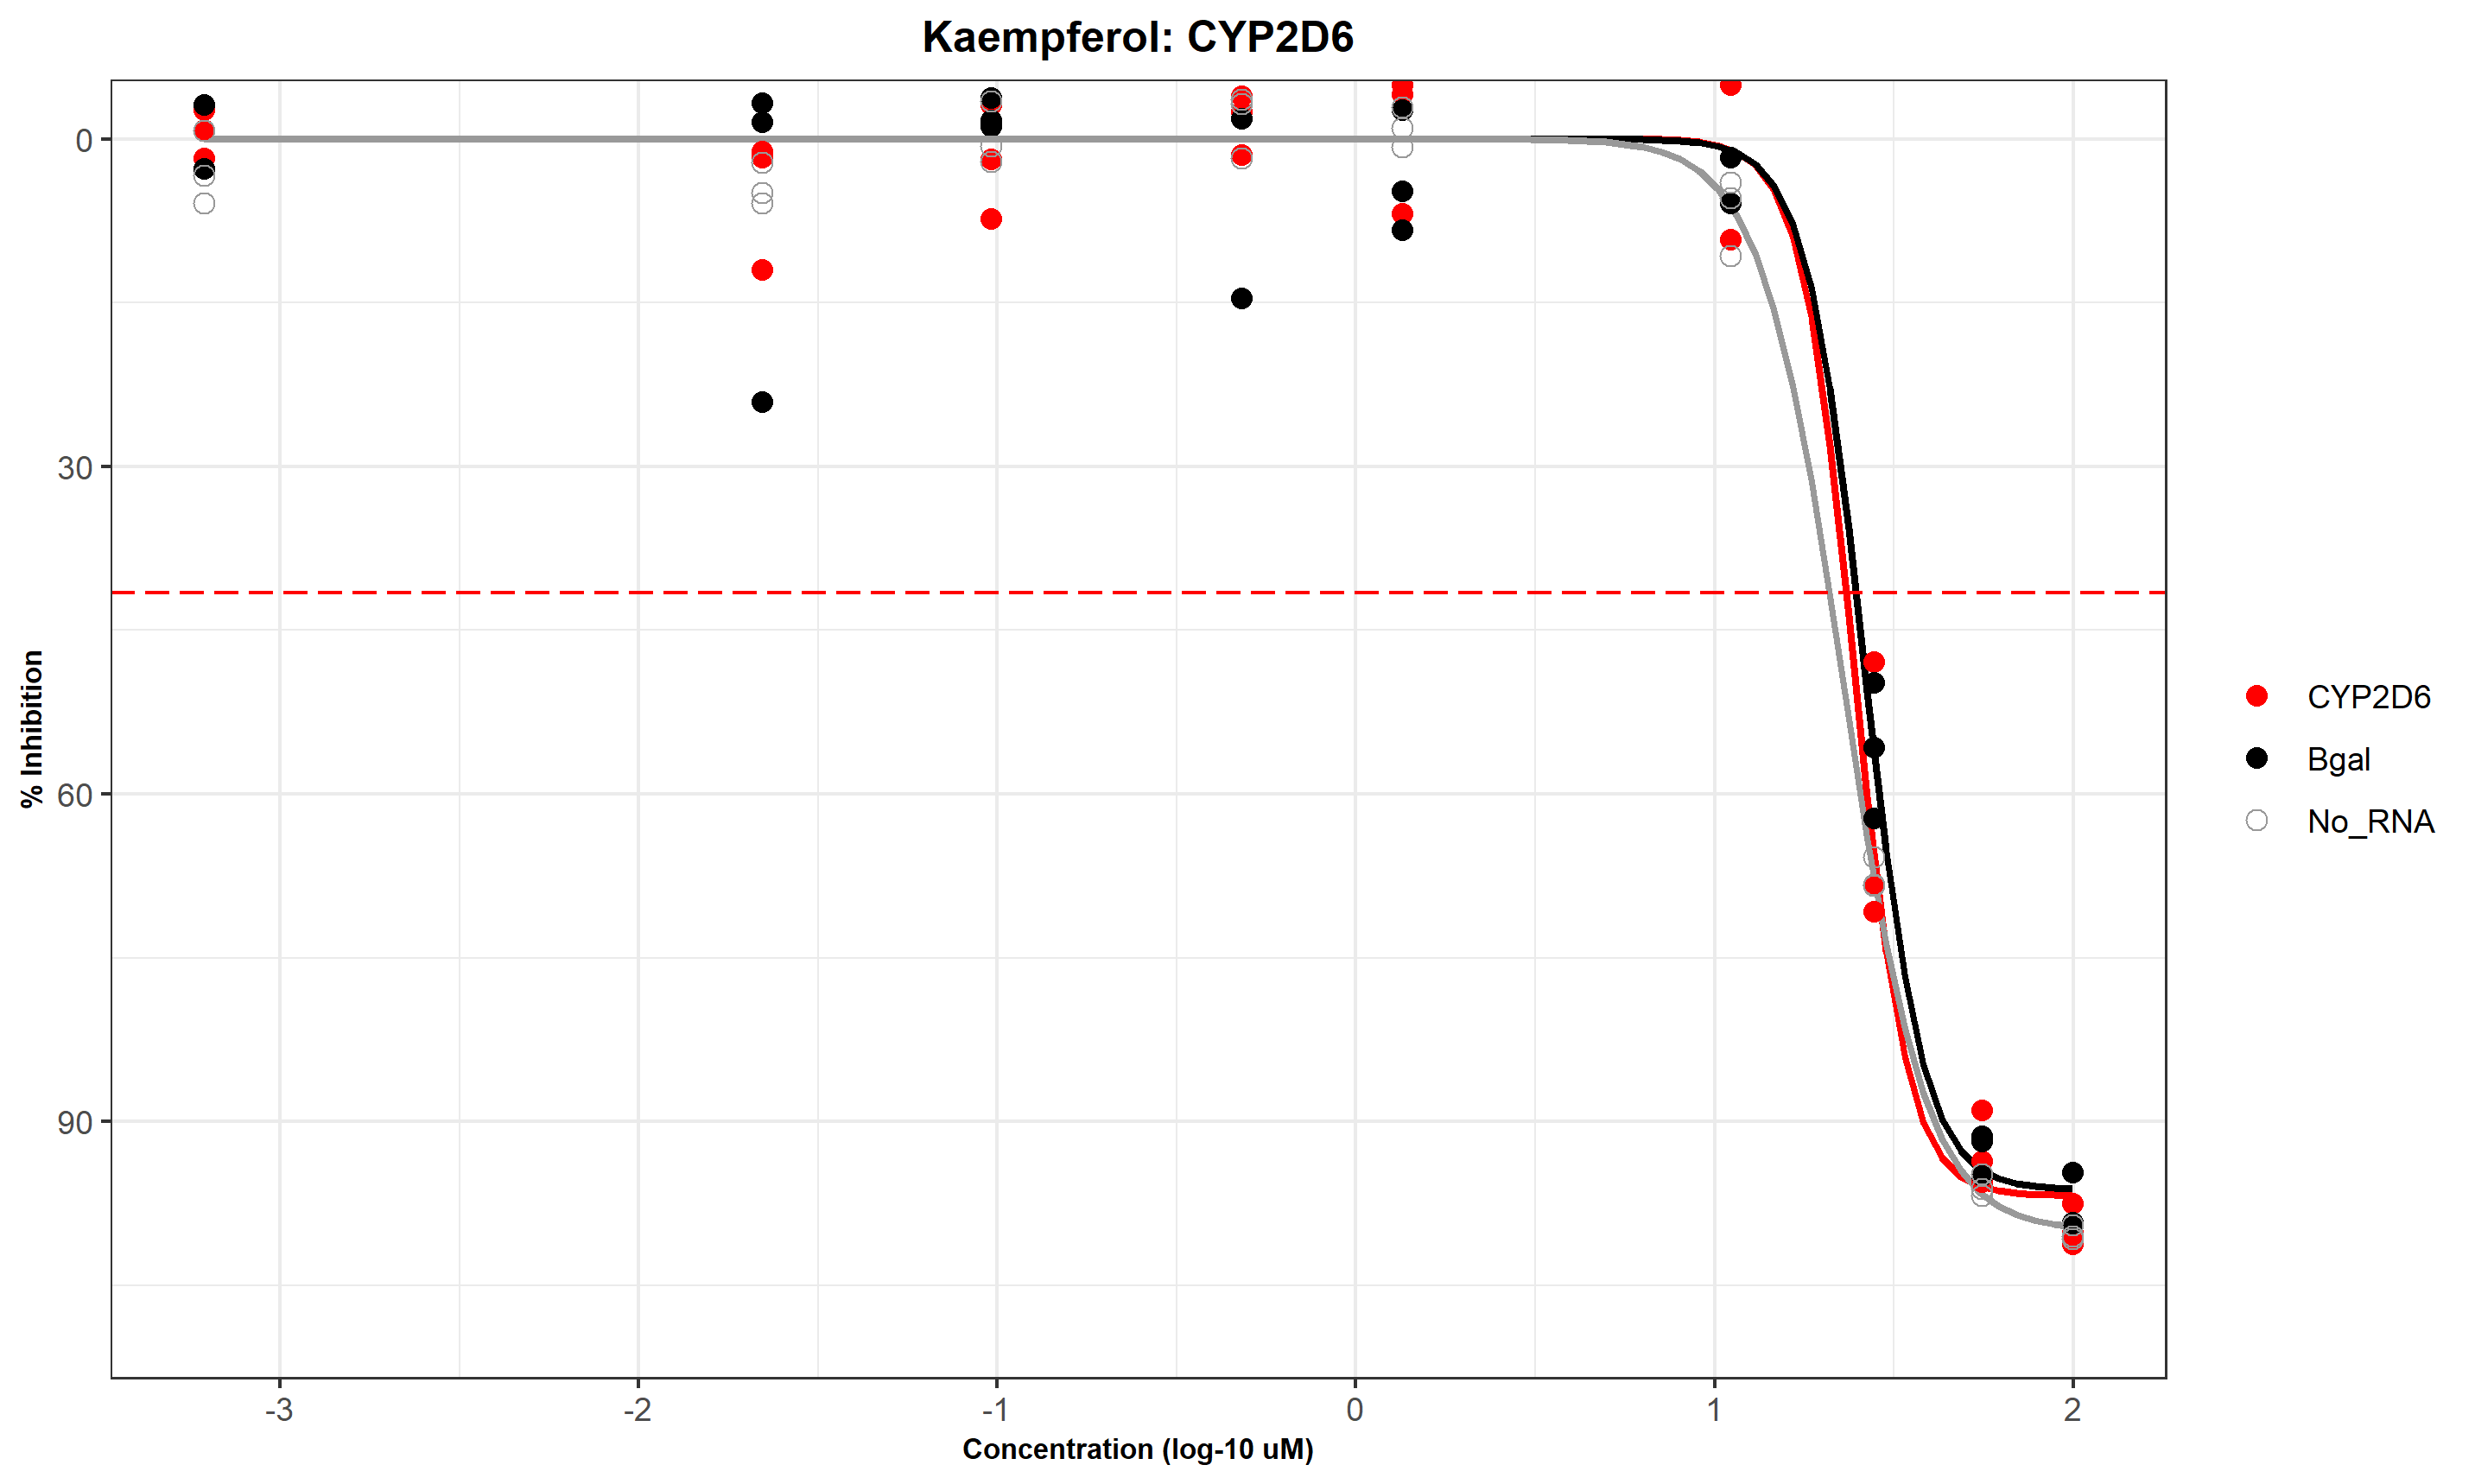 Kaempferol: CYP2D6
% Inhibition
0
30
60
90
-3
-2
-1
0
1
2
Concentration (log-10 uM)
CYP2D6
Bgal
No_RNA